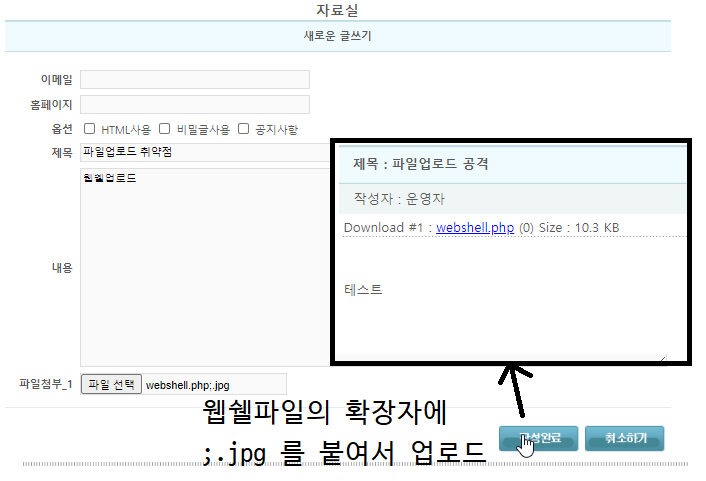 자료실
새로운 글쓰기
이메일
홈페이지
옵션 HTML사용 비밀글사용 공지사항
제목 파일업로드 취약점
내용 웹웰업로드
제목 : 파일업로드 공격
작성자 : 운영자
Download #1 : webshell.php (0) Size : 10.3 KB
테스트
파일첨부_1 파일 선택 webshell.php;.jpg
웹쉘파일의 확장자에
;.jpg 를 붙여서 업로드
취소하기